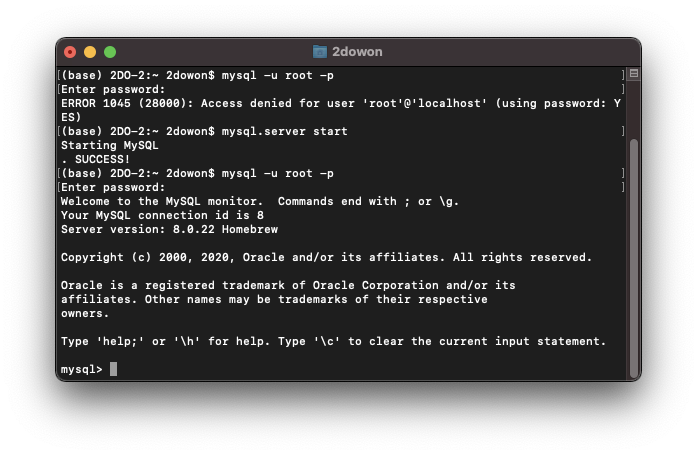 2dowon
[(base) 2DO-2:~ 2dowon$ mysql -u root -p ]
[Enter password: ]
ERROR 1045 (28000): Access denied for user 'root'@'localhost' (using password: Y
ES)
[(base) 2DO-2:~ 2dowon$ mysql.server start ]
Starting MySQL
. SUCCESS!
[(base) 2DO-2:~ 2dowon$ mysql -u root -p ]
[Enter password: ]
Welcome to the MySQL monitor.  Commands end with ; or \g.
Your MySQL connection id is 8
Server version: 8.0.22 Homebrew

Copyright (c) 2000, 2020, Oracle and/or its affiliates. All rights reserved.

Oracle is a registered trademark of Oracle Corporation and/or its
affiliates. Other names may be trademarks of their respective
owners.

Type 'help;' or '\h' for help. Type '\c' to clear the current input statement.

mysql>